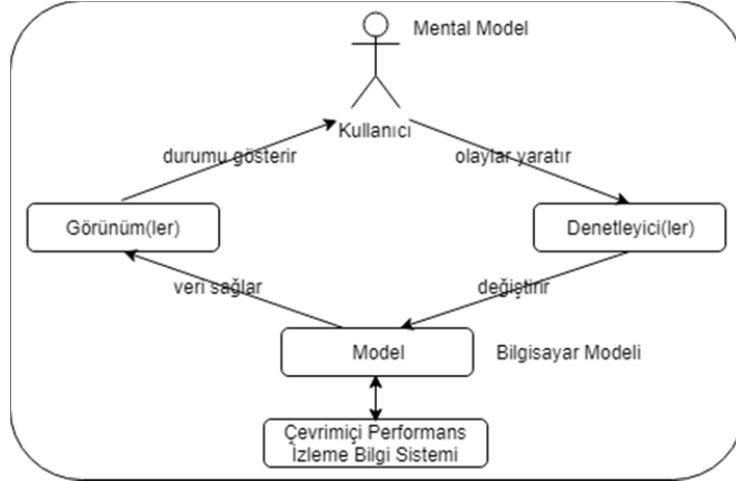 Mental Model
Kullanıcı
durumu gösterir
olaylar yaratır
Görünüm(ler)
Denetleyici(ler)
veri sağlar
değiştirir
Model
Bilgisayar Modeli
Çevrimiçi Performans
İzleme Bilgi Sistemi